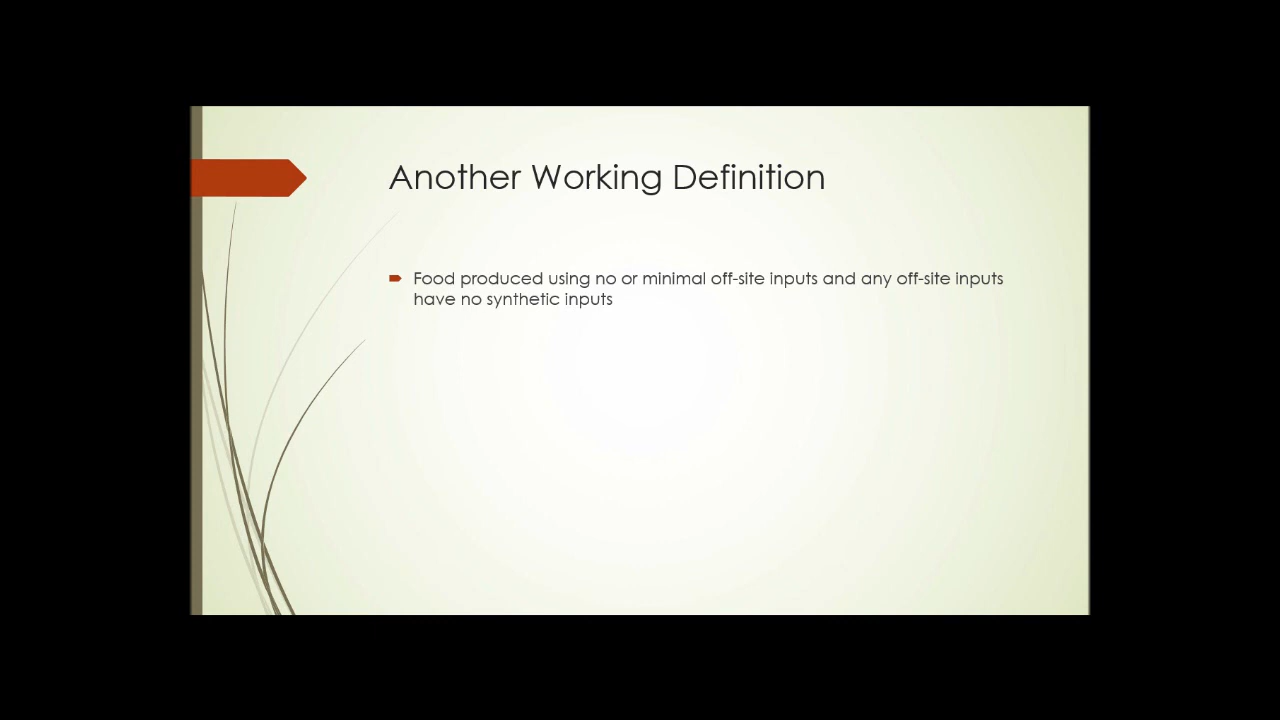 Another Working Definition
Food produced using no or minimal off-site inputs and any off-site inputs
have no synthetic inputs